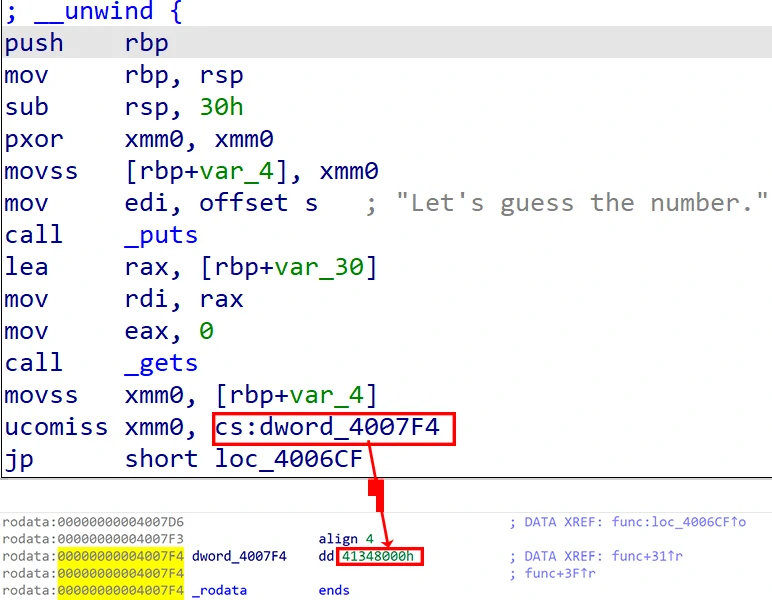 ; __unwind {
push rbp
mov rbp, rsp
sub rsp, 30h
pxor xmm0, xmm0
movss [rbp+var_4], xmm0
mov edi, offset s ; "Let's guess the number."
call _puts
lea rax, [rbp+var_30]
mov rdi, rax
mov eax, 0
call _gets
movss xmm0, [rbp+var_4]
ucomiss xmm0, cs:dword_4007F4
jp short loc_4006CF
rodata:00000000004007D6 ; DATA XREF: func:loc_4006CF↑o
rodata:00000000004007F3 align 4
rodata:00000000004007F4 dword_4007F4 dd 41348000h ; DATA XREF: func+31↑r
rodata:00000000004007F4 ; func+3F↑r
rodata:00000000004007F4 _rodata ends